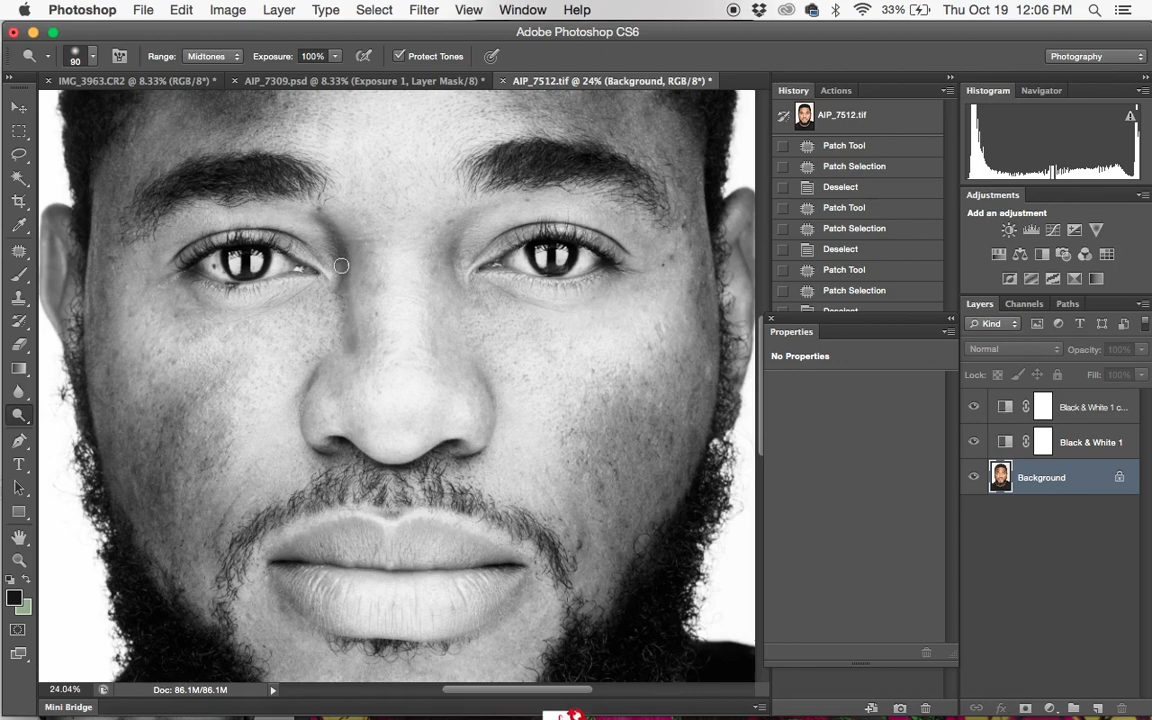 Photoshop File Edit Image Layer Type Select Filter View Window Help 33% Thu Oct 19 12:06 PM
Adobe Photoshop CS6
90 Range: Midtones Exposure: 100% Protect Tones Photography
IMG_3963.CR2 @ 8.33% (RGB/8*) * AIP_7309.psd @ 8.33% (Exposure 1, Layer Mask/8) * AIP_7512.tif @ 24% (Background, RGB/8*) *
History Actions
AIP_7512.tif
Patch Tool
Patch Selection
Deselect
Patch Tool
Patch Selection
Deselect
Patch Tool
Patch Selection
Properties
No Properties
Histogram Navigator
Adjustments
Add an adjustment
Layers Channels Paths
Kind
Normal Opacity: 100%
Lock: Fill: 100%
Black & White 1 c...
Black & White 1
Background
24.04% Doc: 86.1M/86.1M
Mini Bridge